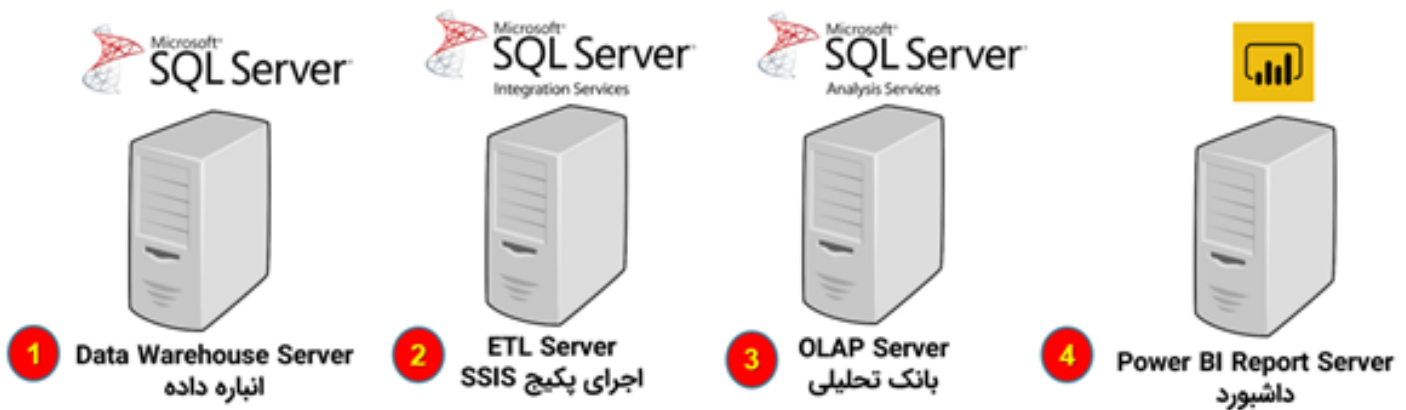 Microsoft
SQL Server
Microsoft
SQL Server
Integration Services
Microsoft
SQL Server
Analysis Services
1
Data Warehouse Server
انباره داده
2
ETL Server
اجرای پکیج SSIS
3
OLAP Server
بانک تحلیلی
4
Power BI Report Server
داشبورد